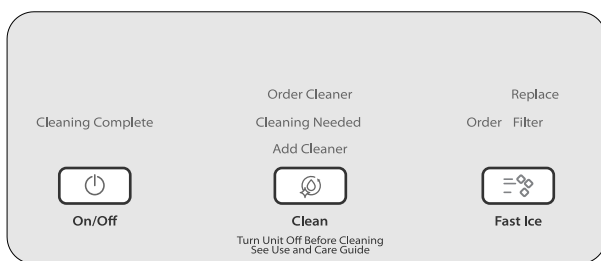 Order Cleaner
Replace
Cleaning Complete
Cleaning Needed
Order Filter
Add Cleaner
On/Off
Clean
Fast Ice
Turn Unit Off Before Cleaning
See Use and Care Guide